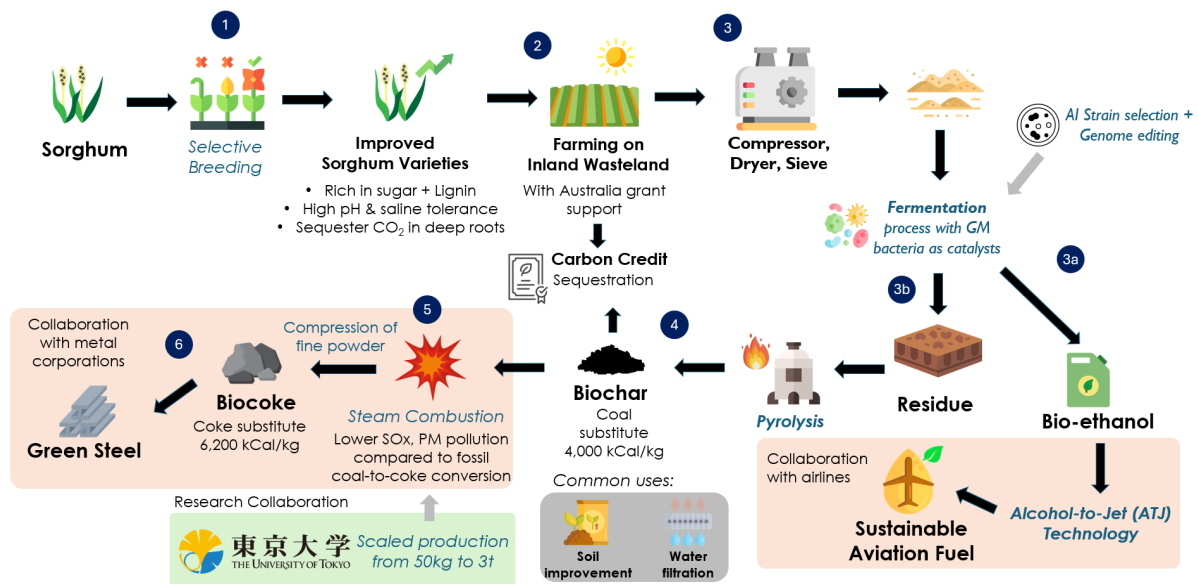 1
2
3
AI Strain selection +
Genome editing
Sorghum
Selective
Breeding
Improved
Sorghum Varieties
• Rich in sugar + Lignin
• High pH & saline tolerance
• Sequester CO₂ in deep roots
Farming on
Inland Wasteland
With Australia grant
support
Compressor,
Dryer, Sieve
Fermentation
process with GM
bacteria as catalysts
3a
3b
Carbon Credit
Sequestration
Collaboration
with metal
corporations
6
Compression of
fine powder
5
4
Green Steel
Biocoke
Coke substitute
6,200 kCal/kg
Steam Combustion
Lower SOx, PM pollution
compared to fossil
coal-to-coke conversion
Biochar
Coal
substitute
4,000 kCal/kg
Pyrolysis
Residue
Bio-ethanol
Common uses:
Soil
improvement
Water
filtration
Collaboration
with airlines
Sustainable
Aviation Fuel
Alcohol-to-Jet (ATJ)
Technology
Research Collaboration
東京大学
THE UNIVERSITY OF TOKYO
Scaled production
from 50kg to 3t